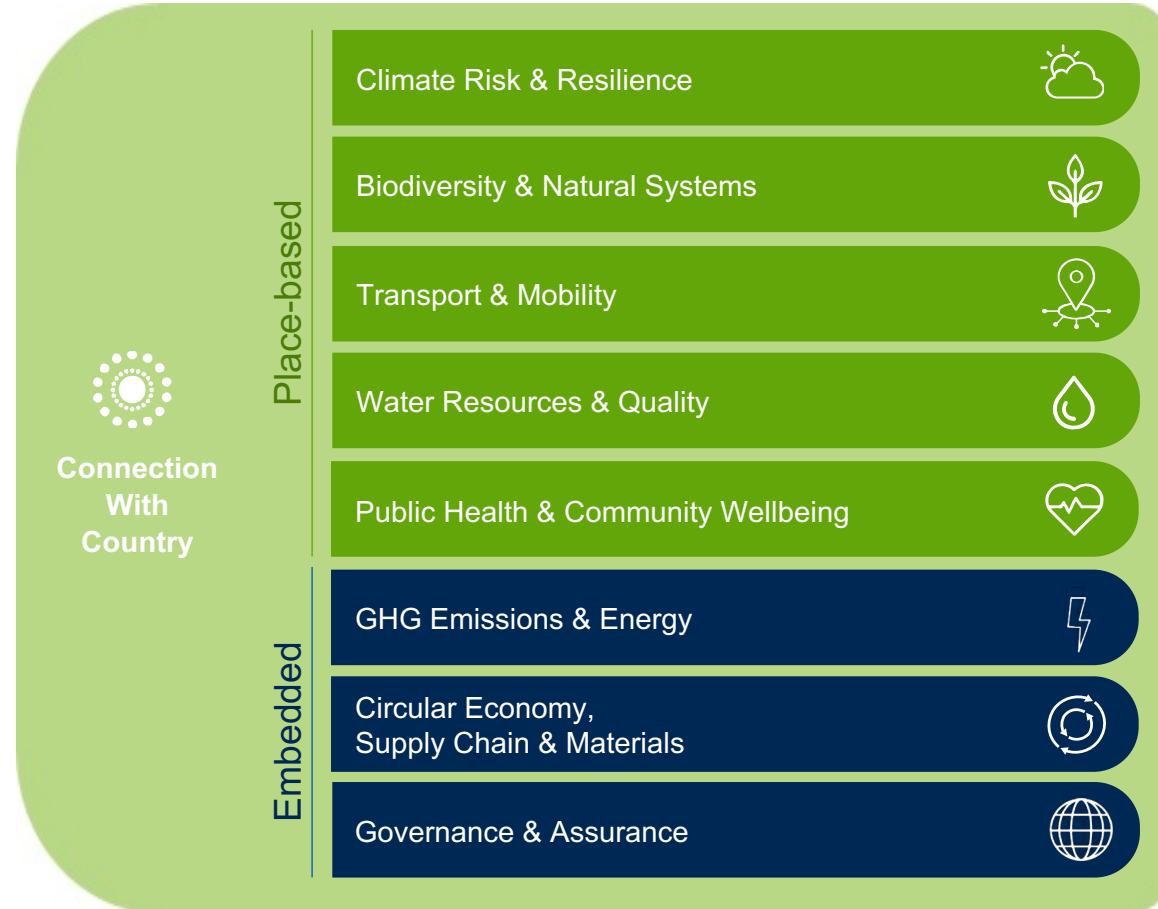 Connection
With
Country
Place-based
Climate Risk & Resilience
Biodiversity & Natural Systems
Transport & Mobility
Water Resources & Quality
Public Health & Community Wellbeing
Embedded
GHG Emissions & Energy
Circular Economy,
Supply Chain & Materials
Governance & Assurance